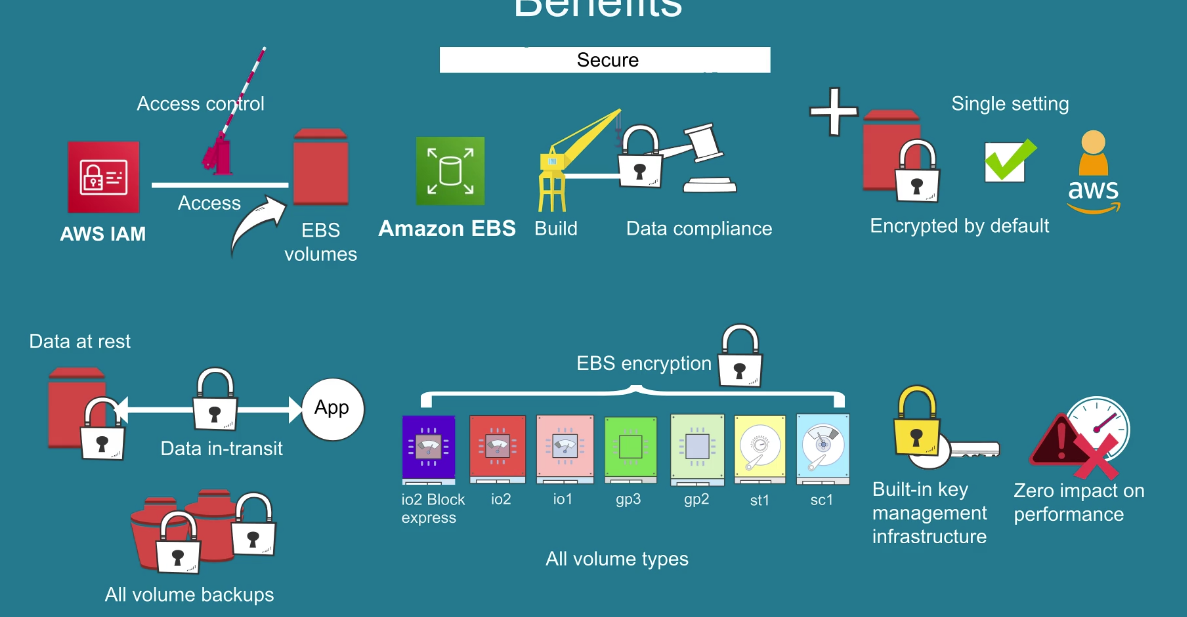 Benefits
Secure
Access control
Single setting
Access
AWS IAM
EBS
volumes
Amazon EBS
Build
Data compliance
aws
Encrypted by default
Data at rest
App
Data in-transit
All volume backups
EBS encryption
io2 Block
express
io2
io1
gp3
gp2
st1
sc1
All volume types
Built-in key
management
infrastructure
Zero impact on
performance